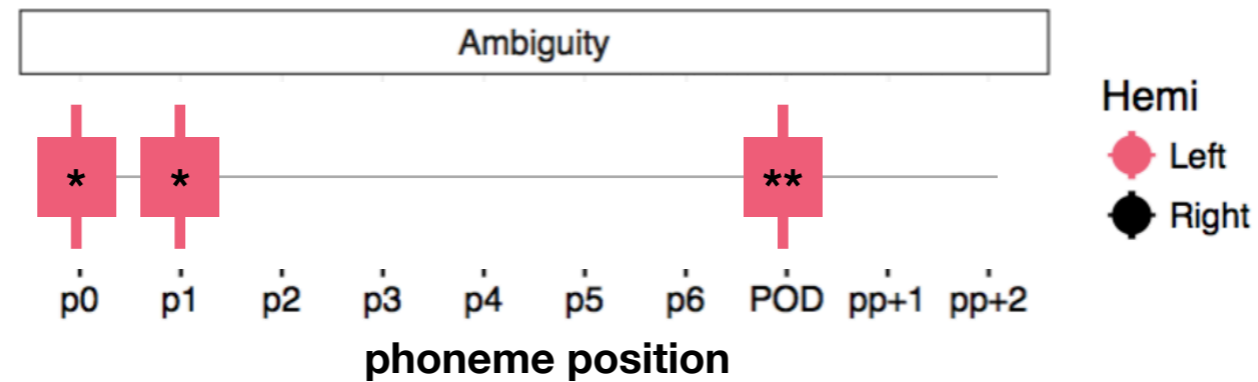 Ambiguity
Hemi
Left
Right
* * **
p0 p1 p2 p3 p4 p5 p6 POD pp+1 pp+2
phoneme position